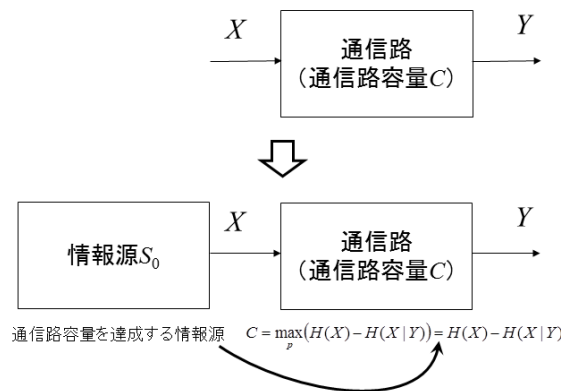 X
通信路
（通信路容量C）
Y
情報源S₀
X
通信路
（通信路容量C）
Y
通信路容量を達成する情報源
C = max_p (H(X) − H(X | Y)) = H(X) − H(X | Y)